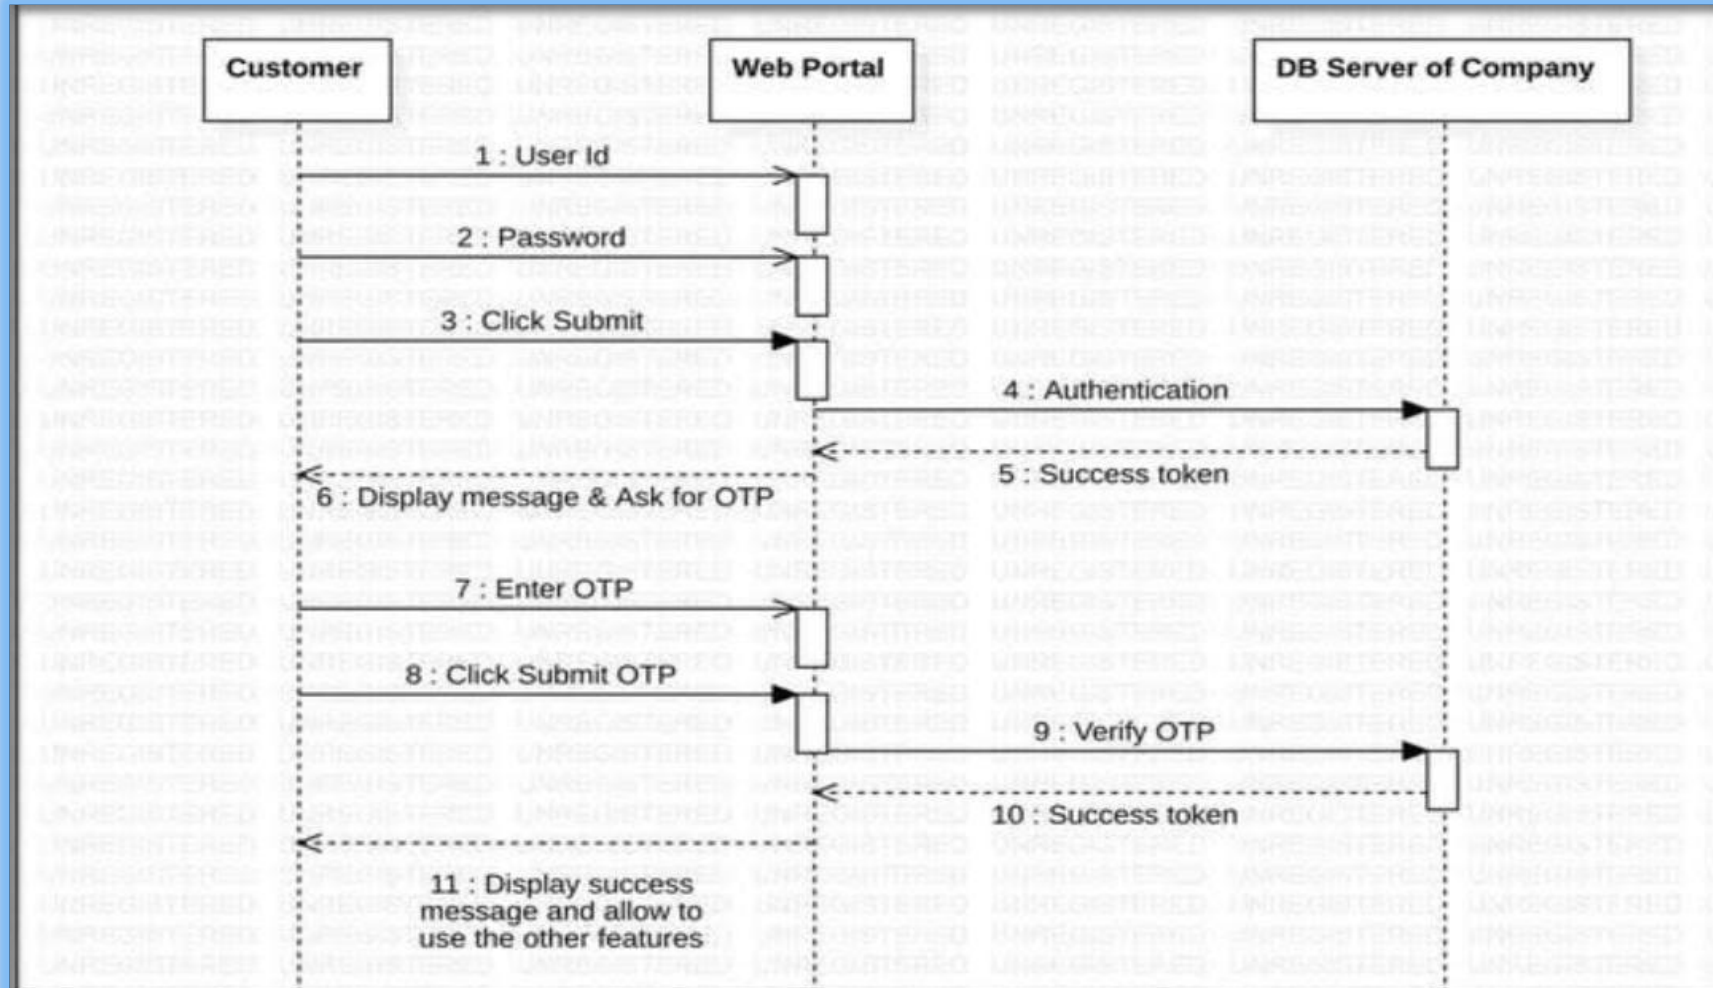 Customer
Web Portal
DB Server of Company
1 : User Id
2 : Password
3 : Click Submit
4 : Authentication
5 : Success token
6 : Display message & Ask for OTP
7 : Enter OTP
8 : Click Submit OTP
9 : Verify OTP
10 : Success token
11 : Display success
message and allow to
use the other features